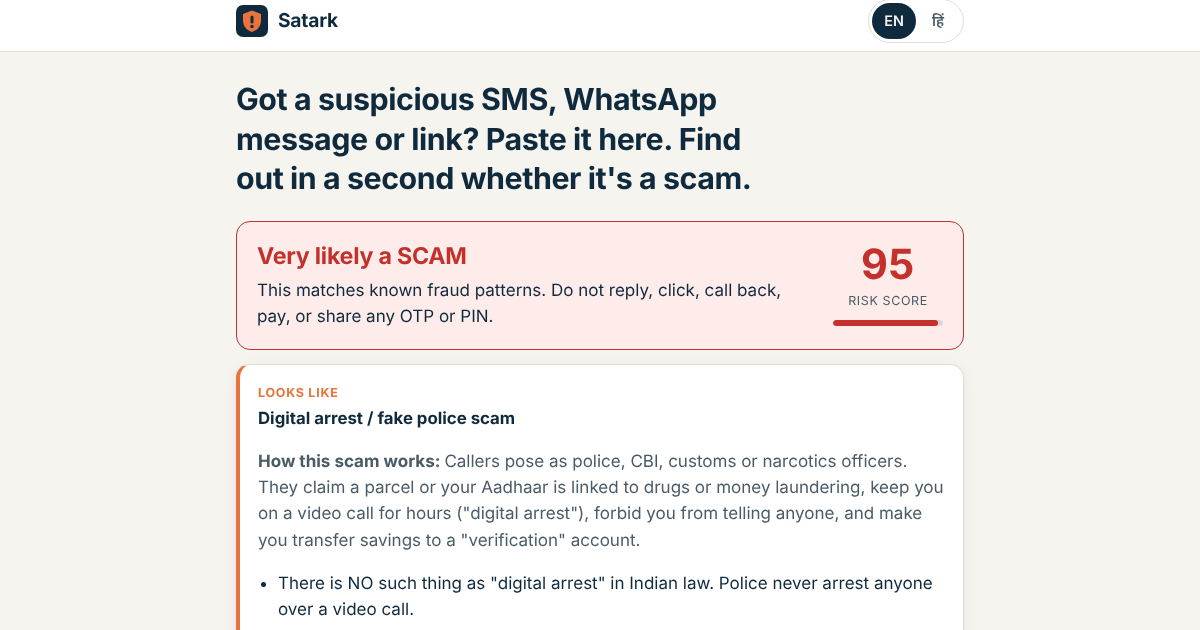 Satark
EN
हिं
Got a suspicious SMS, WhatsApp
message or link? Paste it here. Find
out in a second whether it's a scam.
Very likely a SCAM
This matches known fraud patterns. Do not reply, click, call back,
pay, or share any OTP or PIN.
95
RISK SCORE
LOOKS LIKE
Digital arrest / fake police scam
How this scam works: Callers pose as police, CBI, customs or narcotics officers.
They claim a parcel or your Aadhaar is linked to drugs or money laundering, keep you
on a video call for hours ("digital arrest"), forbid you from telling anyone, and make
you transfer savings to a "verification" account.
• There is NO such thing as "digital arrest" in Indian law. Police never arrest anyone
over a video call.